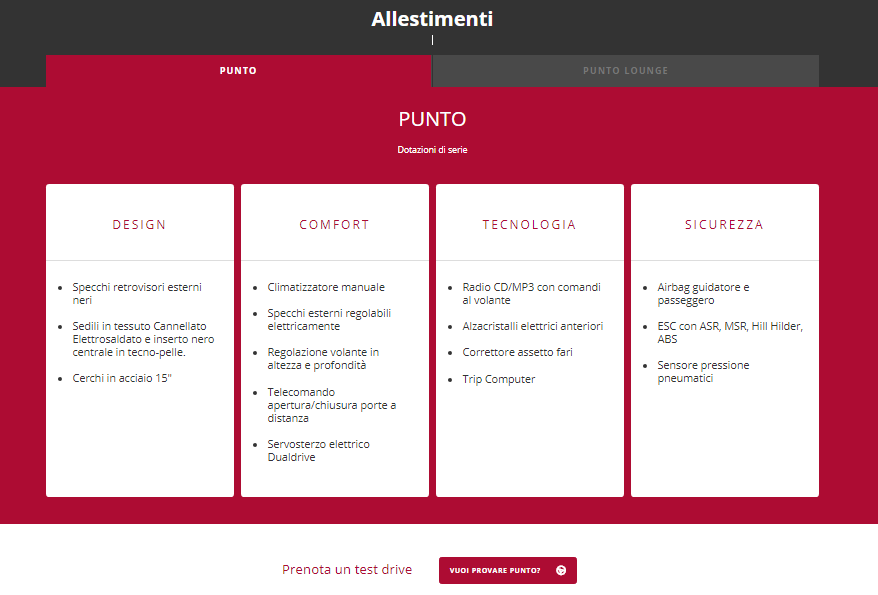 Allestimenti
PUNTO
PUNTO LOUNGE
PUNTO
Dotazioni di serie
DESIGN
Specchi retrovisori esterni
neri
Sedili in tessuto Cannellato
Elettrosaldato e inserto nero
centrale in tecno-pelle.
Cerchi in acciaio 15"
COMFORT
Climatizzatore manuale
Specchi esterni regolabili
elettricamente
Regolazione volante in
altezza e profondità
Telecomando
apertura/chiusura porte a
distanza
Servosterzo elettrico
Dualdrive
TECNOLOGIA
Radio CD/MP3 con comandi
al volante
Alzacristalli elettrici anteriori
Correttore assetto fari
Trip Computer
SICUREZZA
Airbag guidatore e
passeggero
ESC con ASR, MSR, Hill Hilder,
ABS
Sensore pressione
pneumatici
Prenota un test drive
VUOI PROVARE PUNTO?